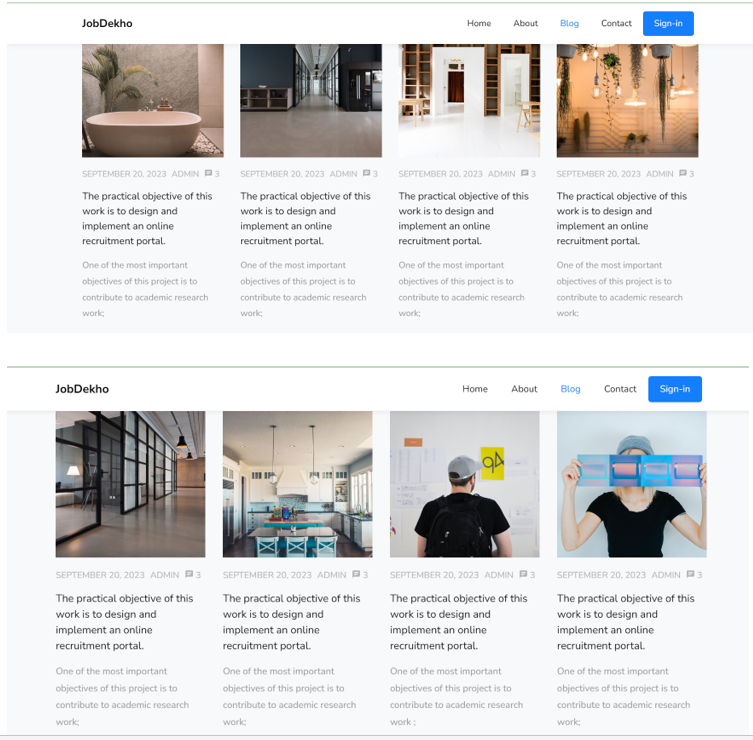 JobDekho Home About Blog Contact Sign-in
SEPTEMBER 20, 2023 ADMIN 3 SEPTEMBER 20, 2023 ADMIN 3 SEPTEMBER 20, 2023 ADMIN 3 SEPTEMBER 20, 2023 ADMIN 3
The practical objective of this The practical objective of this The practical objective of this The practical objective of this
work is to design and work is to design and work is to design and work is to design and
implement an online implement an online implement an online implement an online
recruitment portal. recruitment portal. recruitment portal. recruitment portal.
One of the most important One of the most important One of the most important One of the most important
objectives of this project is to objectives of this project is to objectives of this project is to objectives of this project is to
contribute to academic research contribute to academic research contribute to academic research contribute to academic research
work; work; work; work;
JobDekho Home About Blog Contact Sign-in
SEPTEMBER 20, 2023 ADMIN 3 SEPTEMBER 20, 2023 ADMIN 3 SEPTEMBER 20, 2023 ADMIN 3 SEPTEMBER 20, 2023 ADMIN 3
The practical objective of this The practical objective of this The practical objective of this The practical objective of this
work is to design and work is to design and work is to design and work is to design and
implement an online implement an online implement an online implement an online
recruitment portal. recruitment portal. recruitment portal. recruitment portal.
One of the most important One of the most important One of the most important One of the most important
objectives of this project is to objectives of this project is to objectives of this project is to objectives of this project is to
contribute to academic research contribute to academic research contribute to academic research contribute to academic research
work; work; work ; work;